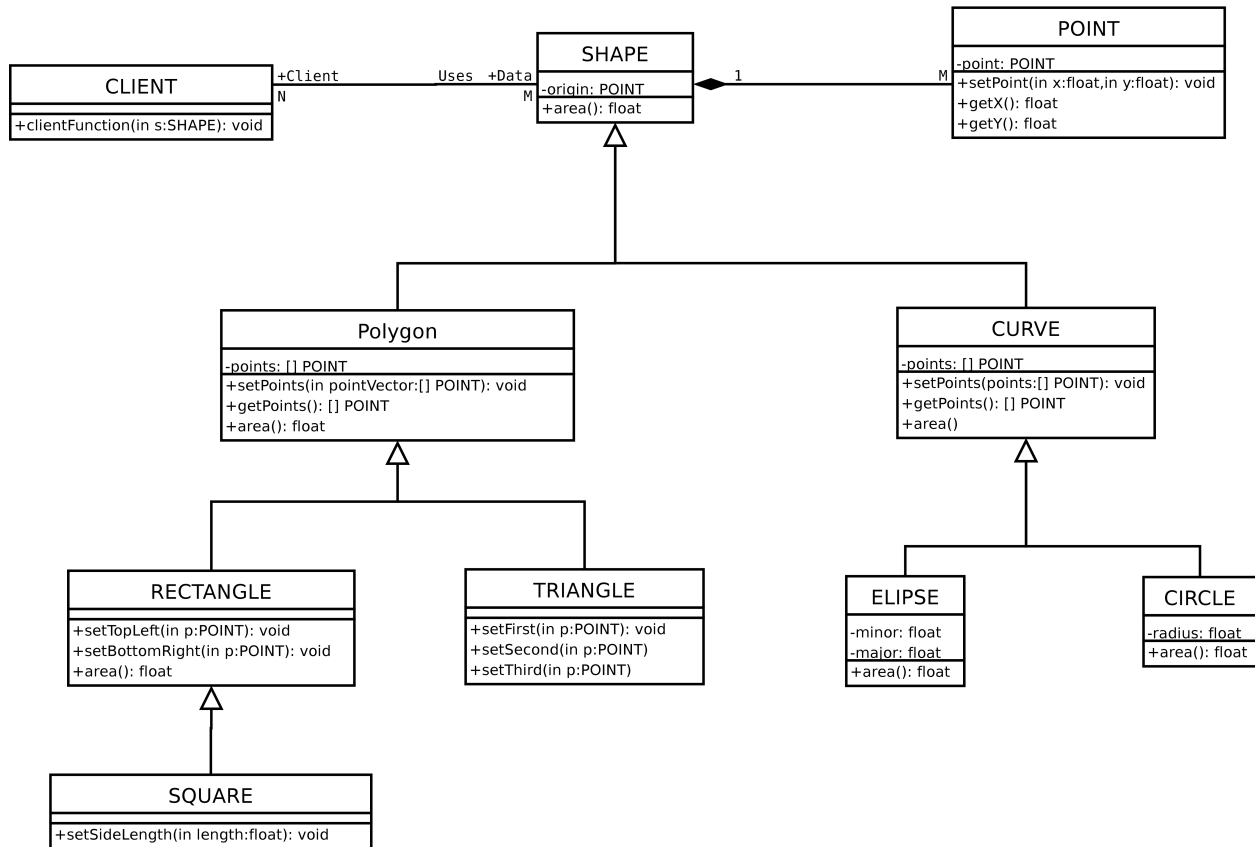 CLIENT
+clientFunction(in s:SHAPE): void
+Client
N
Uses
+Data
M
SHAPE
-origin: POINT
+area(): float
1
M
POINT
-point: POINT
+setPoint(in x:float,in y:float): void
+getX(): float
+getY(): float
Polygon
-points: [] POINT
+setPoints(in pointVector:[] POINT): void
+getPoints(): [] POINT
+area(): float
CURVE
-points: [] POINT
+setPoints(points:[] POINT): void
+getPoints(): [] POINT
+area()
RECTANGLE
+setTopLeft(in p:POINT): void
+setBottomRight(in p:POINT): void
+area(): float
TRIANGLE
+setFirst(in p:POINT): void
+setSecond(in p:POINT)
+setThird(in p:POINT)
ELIPSE
-minor: float
-major: float
+area(): float
CIRCLE
-radius: float
+area(): float
SQUARE
+setSideLength(in length:float): void